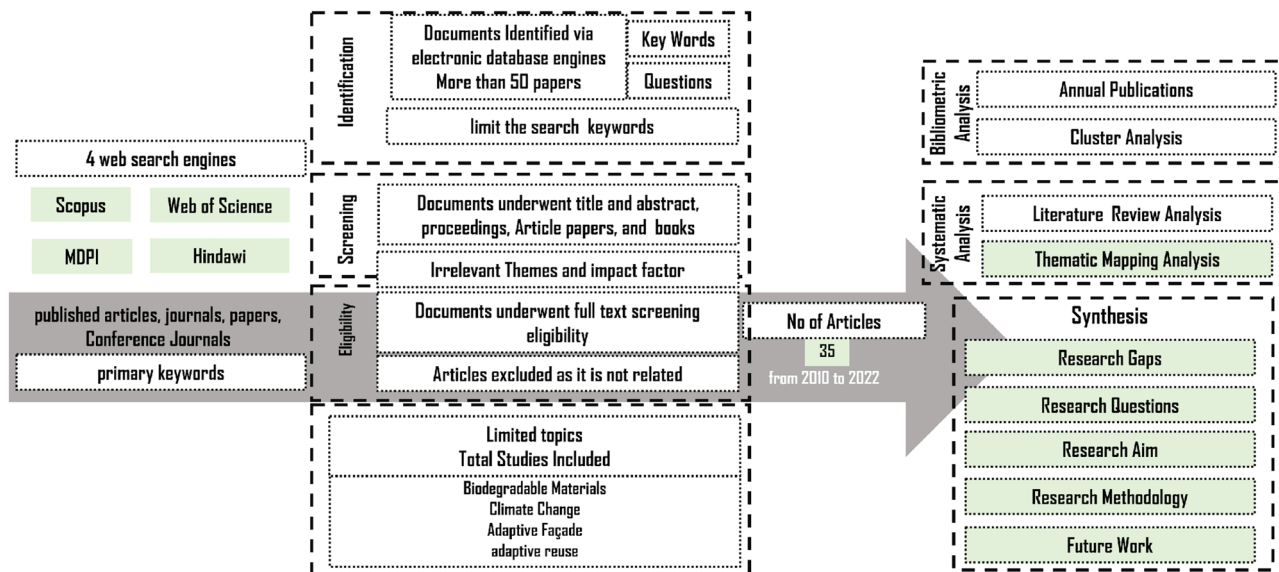 4 web search engines
Scopus
Web of Science
MDPI
Hindawi
published articles, journals, papers,
Conference Journals
primary keywords
Identification
Documents Identified via
electronic database engines
More than 50 papers
Key Words
Questions
limit the search keywords
Screening
Documents underwent title and abstract,
proceedings, Article papers, and books
Irrelevant Themes and impact factor
Eligibility
Documents underwent full text screening
eligibility
Articles excluded as it is not related
Limited topics
Total Studies Included
Biodegradable Materials
Climate Change
Adaptive Façade
adaptive reuse
No of Articles
35
from 2010 to 2022
Bibliometric
Analysis
Annual Publications
Cluster Analysis
Systematic
Analysis
Literature Review Analysis
Thematic Mapping Analysis
Synthesis
Research Gaps
Research Questions
Research Aim
Research Methodology
Future Work